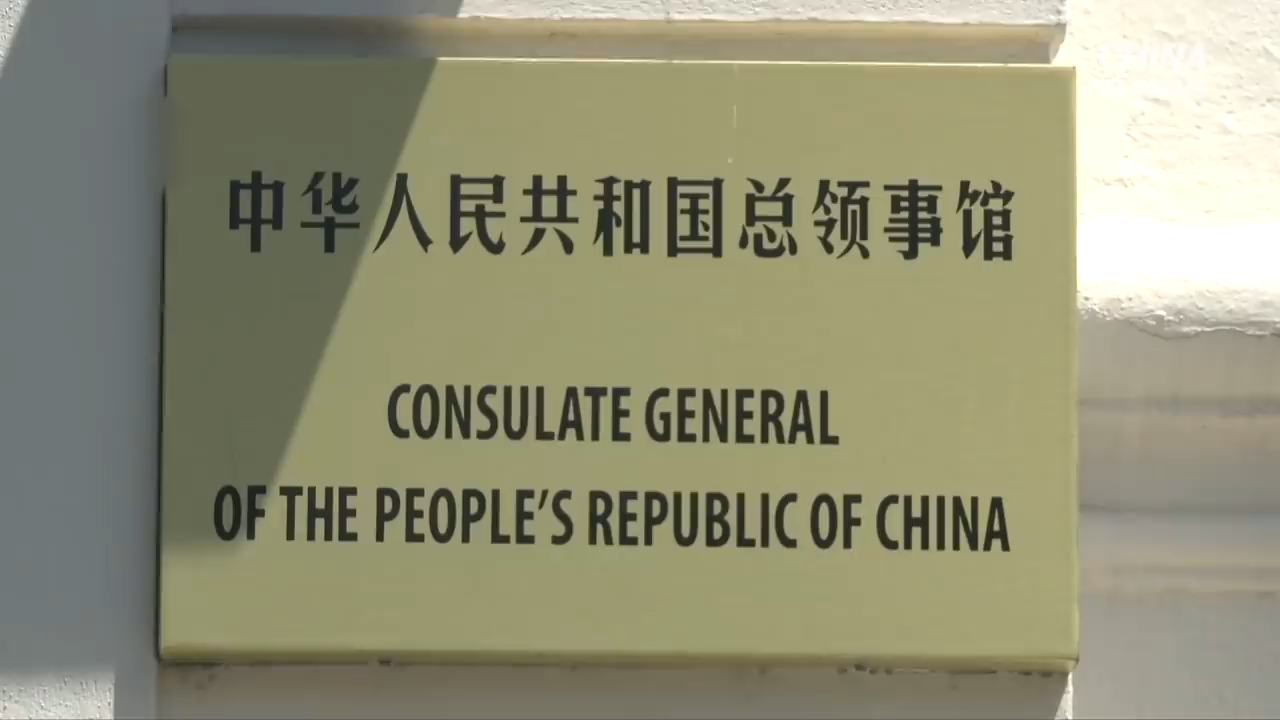 CHINA
中华人民共和国总领事馆
CONSULATE GENERAL
OF THE PEOPLE'S REPUBLIC OF CHINA